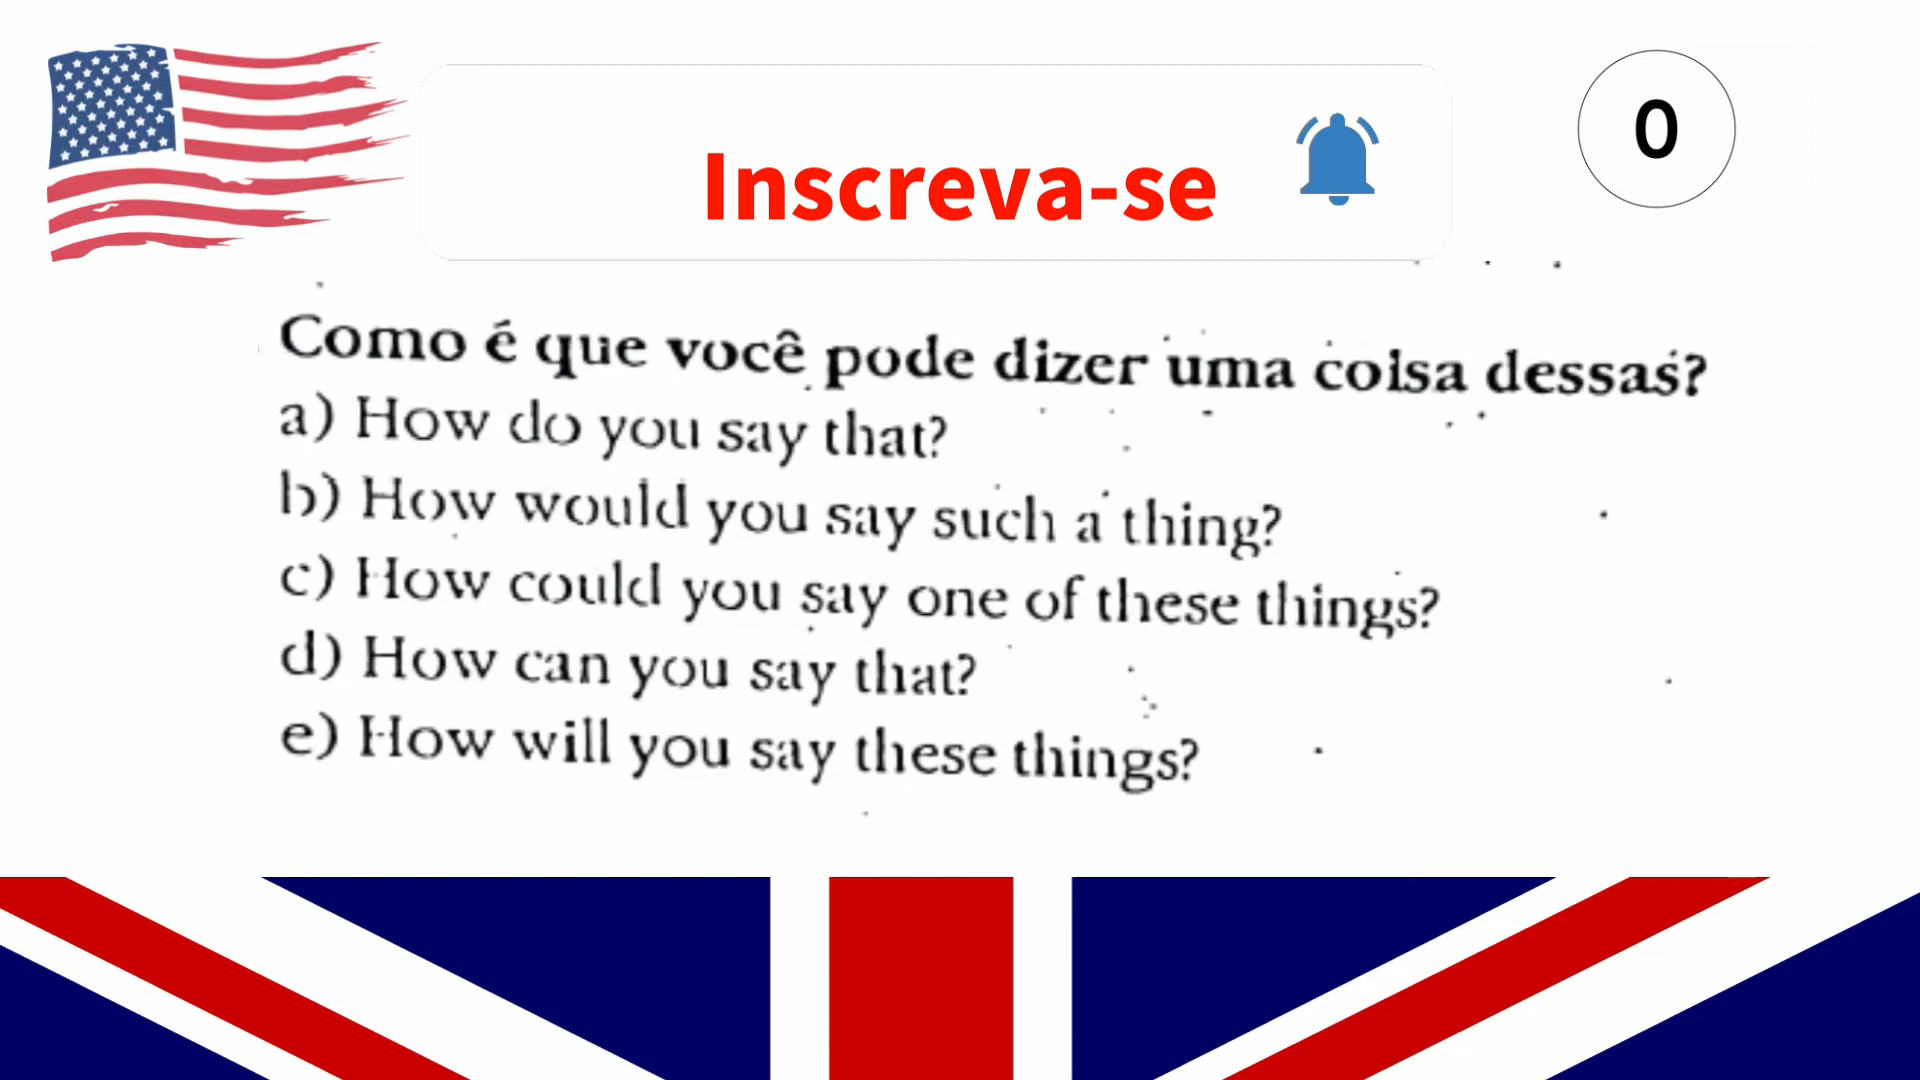 Inscreva-se
0
Como é que você pode dizer uma coisa dessas?
a) How do you say that?
b) How would you say such a thing?
c) How could you say one of these things?
d) How can you say that?
e) How will you say these things?